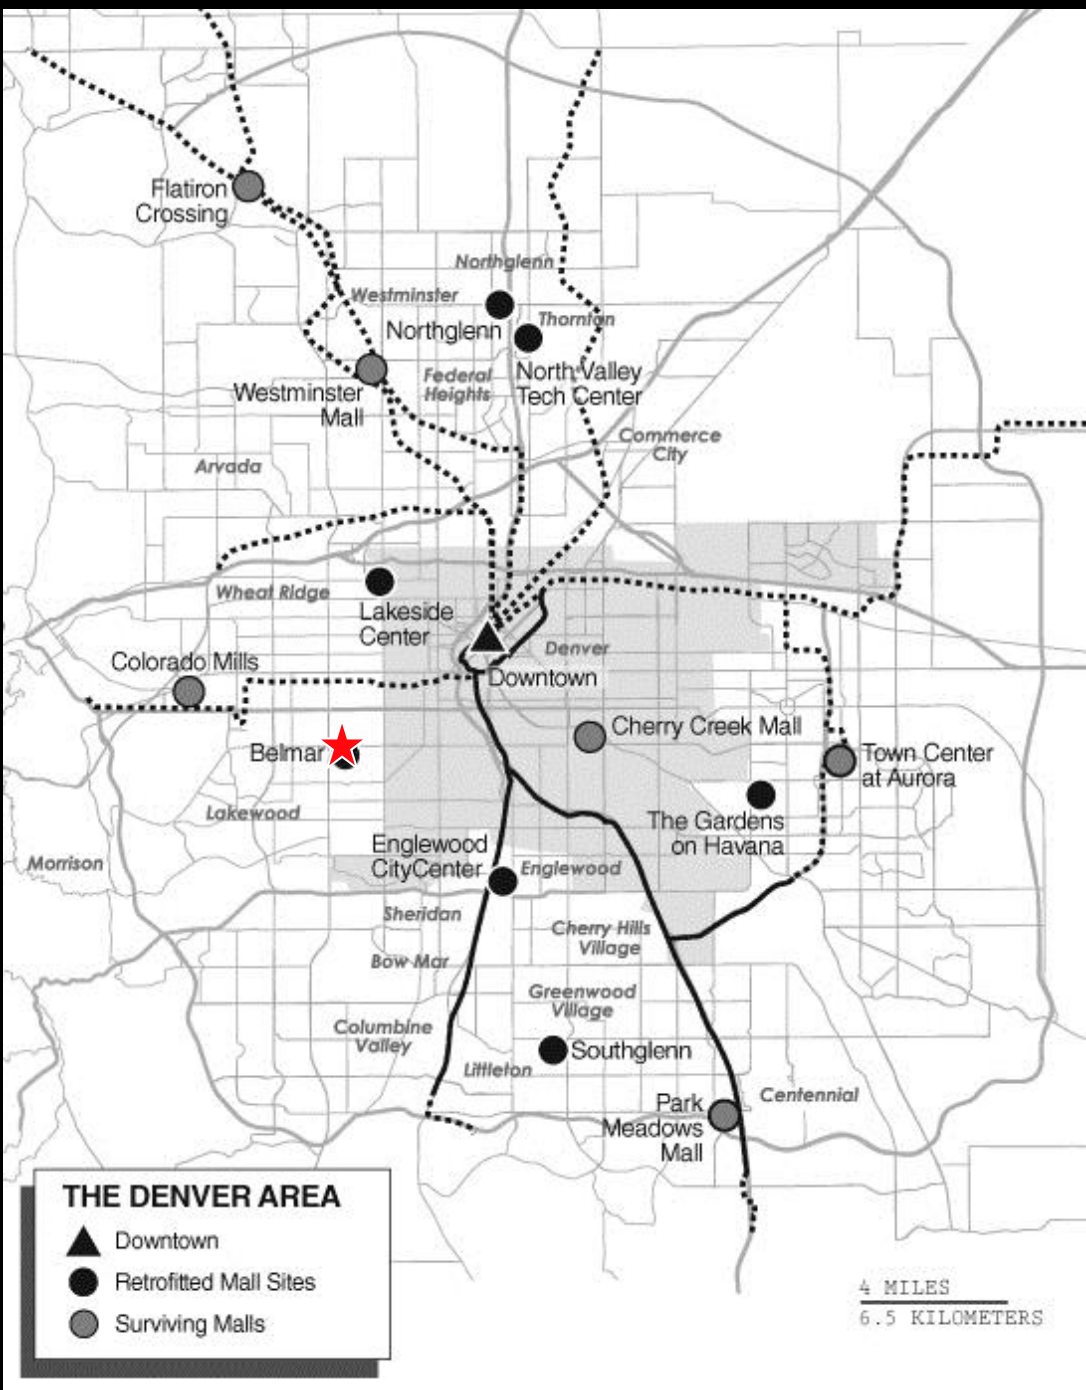 Flatiron
Crossing
Northglenn
Westminster
Northglenn
Thornton
Westminster
Mall
Federal
Heights
North Valley
Tech Center
Commerce
City
Arvada
Wheat Ridge
Lakeside
Center
Denver
Colorado Mills
Downtown
Cherry Creek Mall
Belmar
Town Center
at Aurora
Lakewood
The Gardens
on Havana
Englewood
CityCenter
Englewood
Morrison
Sheridan
Cherry Hills
Village
Bow Mar
Greenwood
Village
Columbine
Valley
Southglenn
Littleton
Park
Meadows
Mall
Centennial
THE DENVER AREA
Downtown
Retrofitted Mall Sites
Surviving Malls
4 MILES
6.5 KILOMETERS